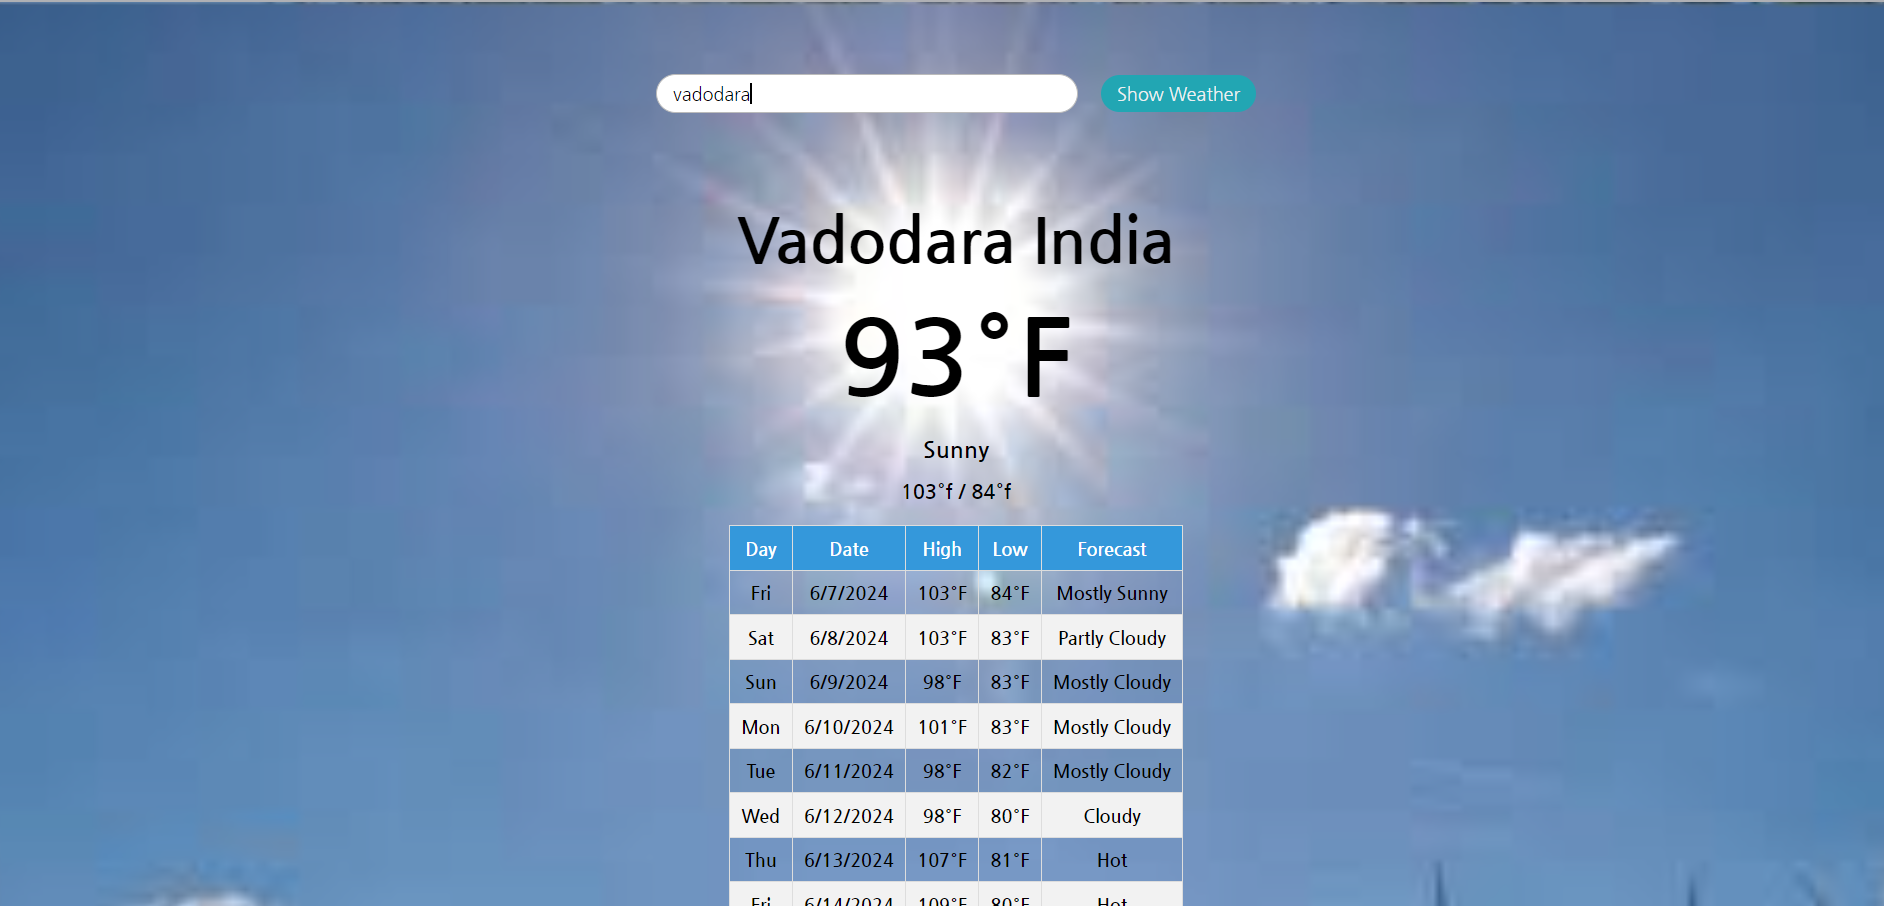 vadodara Show Weather
Vadodara India
93°F
Sunny
103°f / 84°f
Day Date High Low Forecast
Fri 6/7/2024 103°F 84°F Mostly Sunny
Sat 6/8/2024 103°F 83°F Partly Cloudy
Sun 6/9/2024 98°F 83°F Mostly Cloudy
Mon 6/10/2024 101°F 83°F Mostly Cloudy
Tue 6/11/2024 98°F 82°F Mostly Cloudy
Wed 6/12/2024 98°F 80°F Cloudy
Thu 6/13/2024 107°F 81°F Hot
Fri 6/14/2024 109°F 80°F Hot